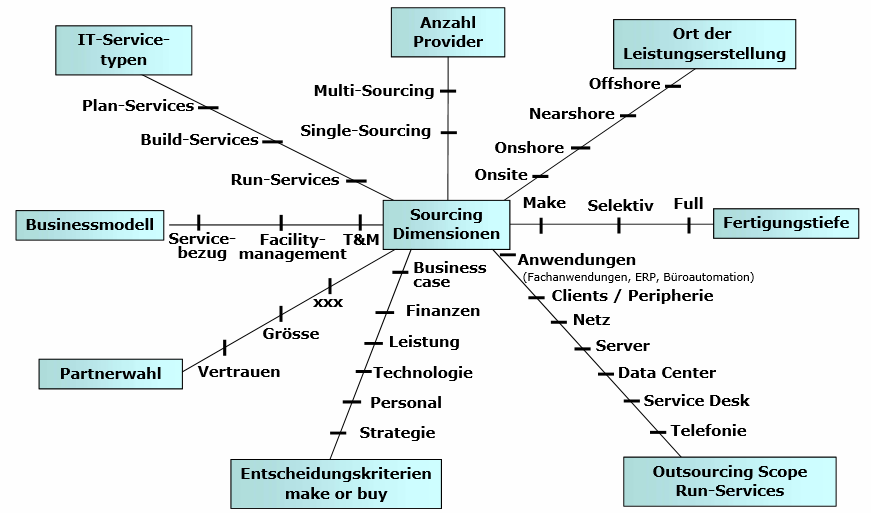 IT-Service-
typen
Anzahl
Provider
Ort der
Leistungserstellung
Plan-Services
Build-Services
Run-Services
Multi-Sourcing
Single-Sourcing
Offshore
Nearshore
Onshore
Onsite
Businessmodell
Service-
bezug
Facility-
management
T&M
Sourcing
Dimensionen
Make
Selektiv
Full
Fertigungstiefe
Partnerwahl
Vertrauen
Grösse
xxx
Business
case
Finanzen
Leistung
Technologie
Personal
Strategie
Entscheidungskriterien
make or buy
Anwendungen
(Fachanwendungen, ERP, Büroautomation)
Clients / Peripherie
Netz
Server
Data Center
Service Desk
Telefonie
Outsourcing Scope
Run-Services